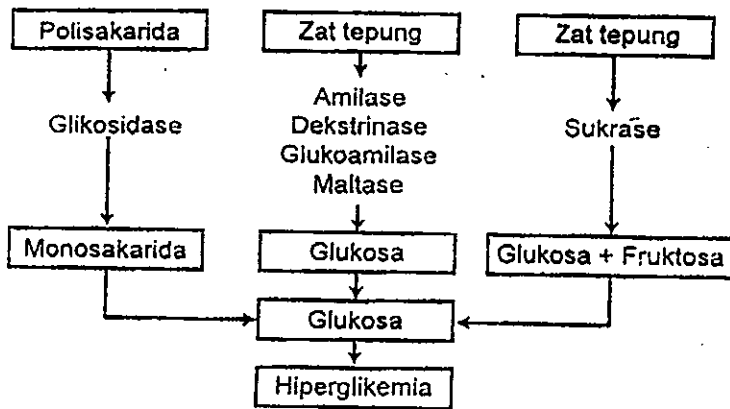 Polisakarida
Zat tepung
Zat tepung
Glikosidase
Amilase
Dekstrinase
Glukoamilase
Maltase
Sukrase
Monosakarida
Glukosa
Glukosa + Fruktosa
Glukosa
Hiperglikemia